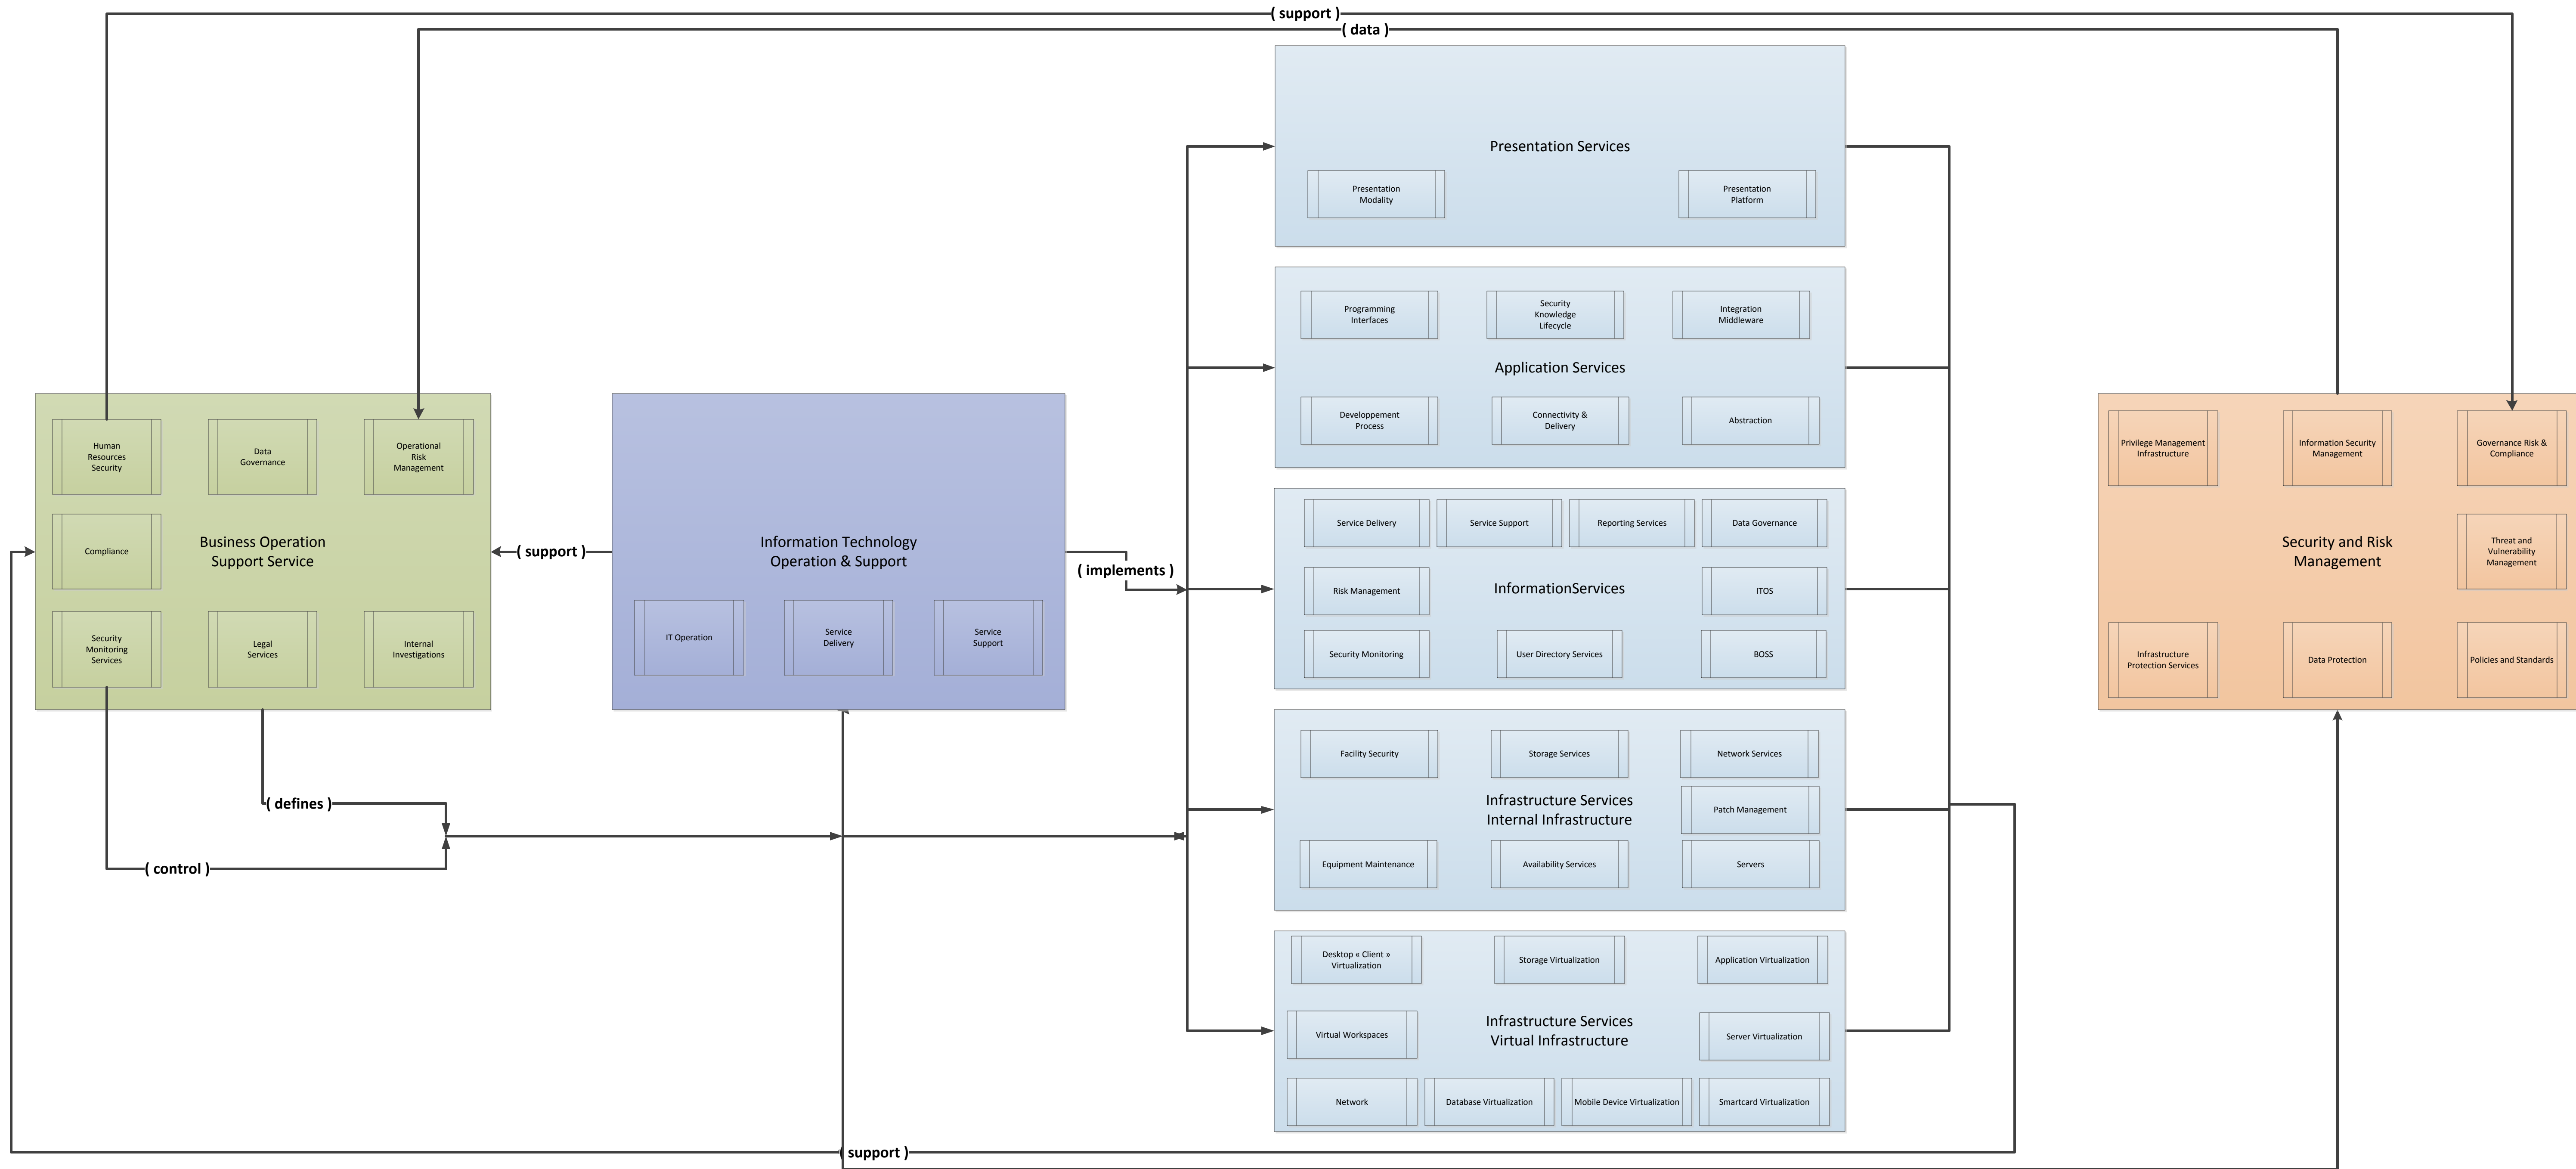 ( support )
( data )
Presentation Services
Presentation
Modality
Presentation
Platform
Programming
Interfaces
Security
Knowledge
Lifecycle
Integration
Middleware
Application Services
Developpement
Process
Connectivity &
Delivery
Abstraction
Human
Resources
Security
Data
Governance
Operational
Risk
Management
Compliance
Business Operation
Support Service
Security
Monitoring
Services
Legal
Services
Internal
Investigations
( support )
Information Technology
Operation & Support
IT Operation
Service
Delivery
Service
Support
( implements )
Service Delivery
Service Support
Reporting Services
Data Governance
Risk Management
InformationServices
ITOS
Security Monitoring
User Directory Services
BOSS
Privilege Management
Infrastructure
Information Security
Management
Governance Risk &
Compliance
Security and Risk
Management
Threat and
Vulnerability
Management
Infrastructure
Protection Services
Data Protection
Policies and Standards
( defines )
( control )
Facility Security
Storage Services
Network Services
Infrastructure Services
Internal Infrastructure
Patch Management
Equipment Maintenance
Availability Services
Servers
Desktop « Client »
Virtualization
Storage Virtualization
Application Virtualization
Virtual Workspaces
Infrastructure Services
Virtual Infrastructure
Server Virtualization
Network
Database Virtualization
Mobile Device Virtualization
Smartcard Virtualization
( support )